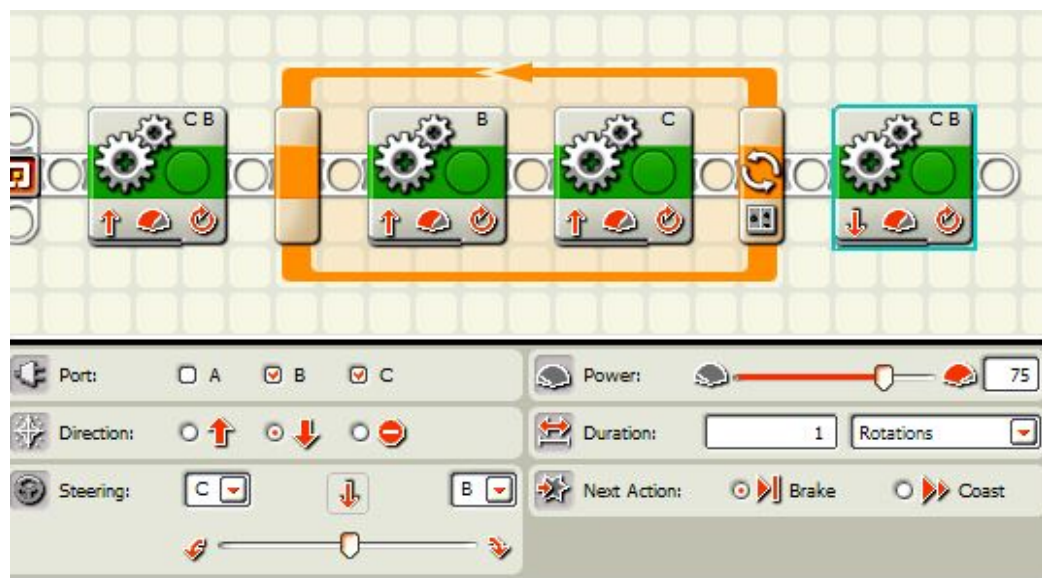 C B
B
C
C B
Port:
A
B
C
Power:
75
Direction:
Duration:
1
Rotations
Steering:
C
B
Next Action:
Brake
Coast